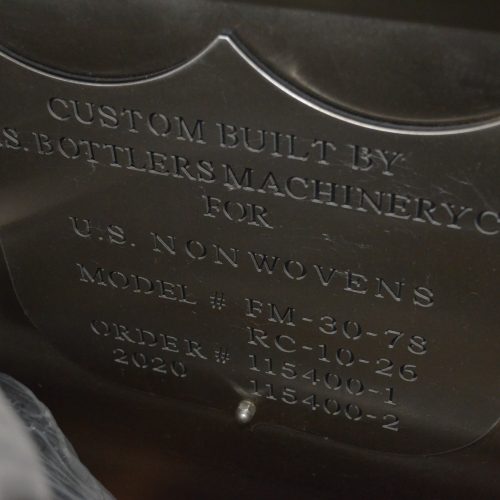 CUSTOM BUILT BY
S. BOTTLERS MACHINERY C
FOR
U.S. NONWOVENS
MODEL # FM-30-78
RC-10-26
ORDER # 115400-1
2020 115400-2